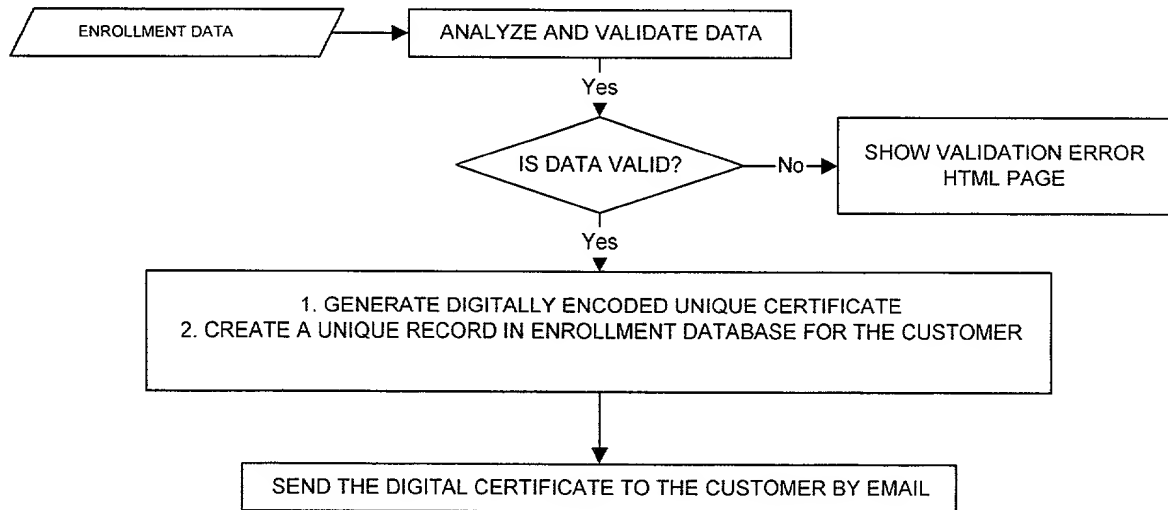 ENROLLMENT DATA
ANALYZE AND VALIDATE DATA
Yes
IS DATA VALID?
No
SHOW VALIDATION ERROR
HTML PAGE
Yes
1. GENERATE DIGITALLY ENCODED UNIQUE CERTIFICATE
2. CREATE A UNIQUE RECORD IN ENROLLMENT DATABASE FOR THE CUSTOMER
SEND THE DIGITAL CERTIFICATE TO THE CUSTOMER BY EMAIL